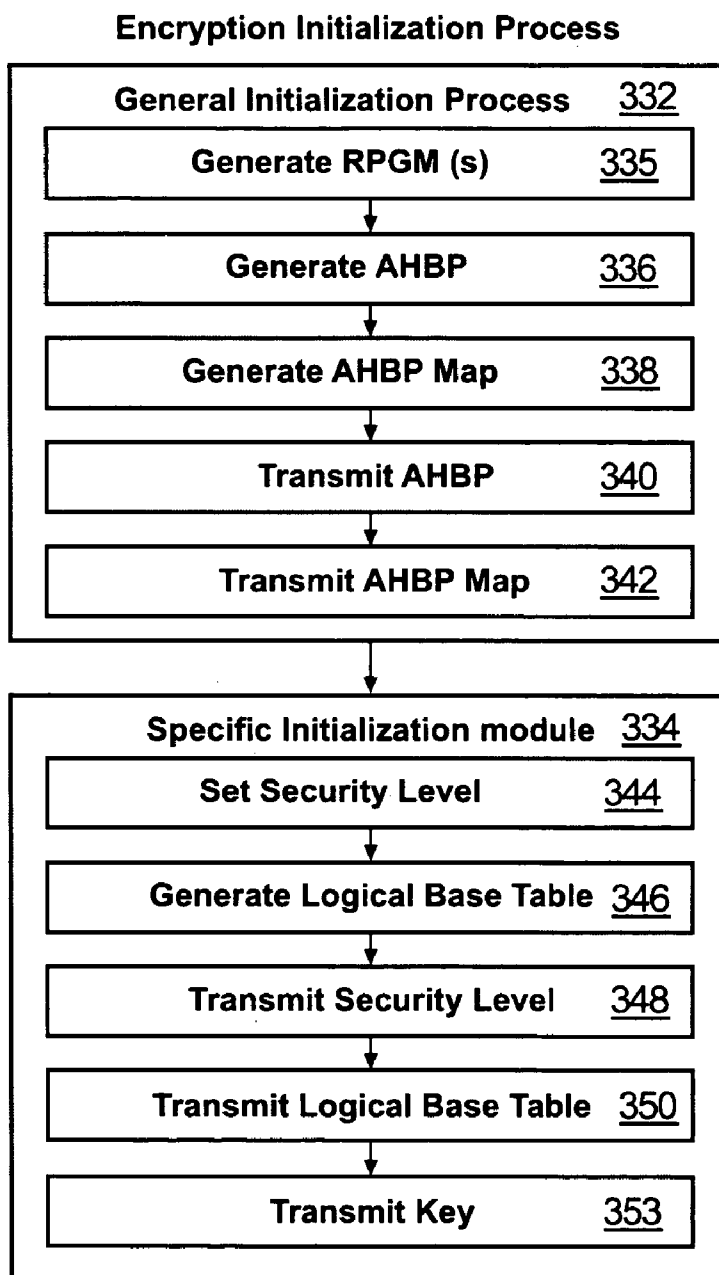 Encryption Initialization Process
General Initialization Process 332
Generate RPGM (s) 335
Generate AHBP 336
Generate AHBP Map 338
Transmit AHBP 340
Transmit AHBP Map 342
Specific Initialization module 334
Set Security Level 344
Generate Logical Base Table 346
Transmit Security Level 348
Transmit Logical Base Table 350
Transmit Key 353